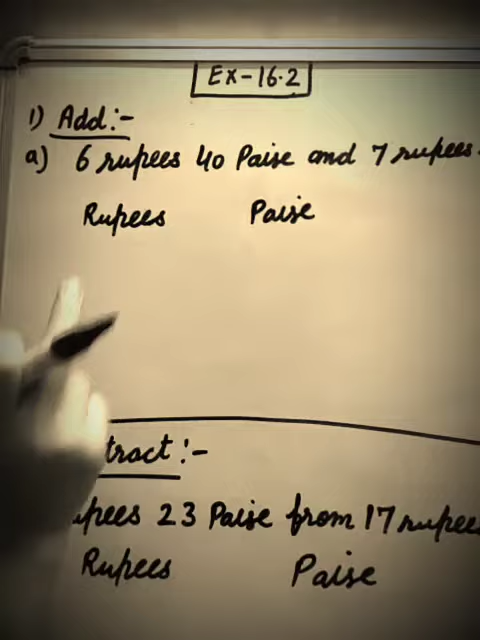 Ex-16.2
1) Add:-
a) 6 rupees 40 Paise and 7 rupees
Rupees Paise
tract:-
upees 23 Paise from 17 rupee
Rupees Paise